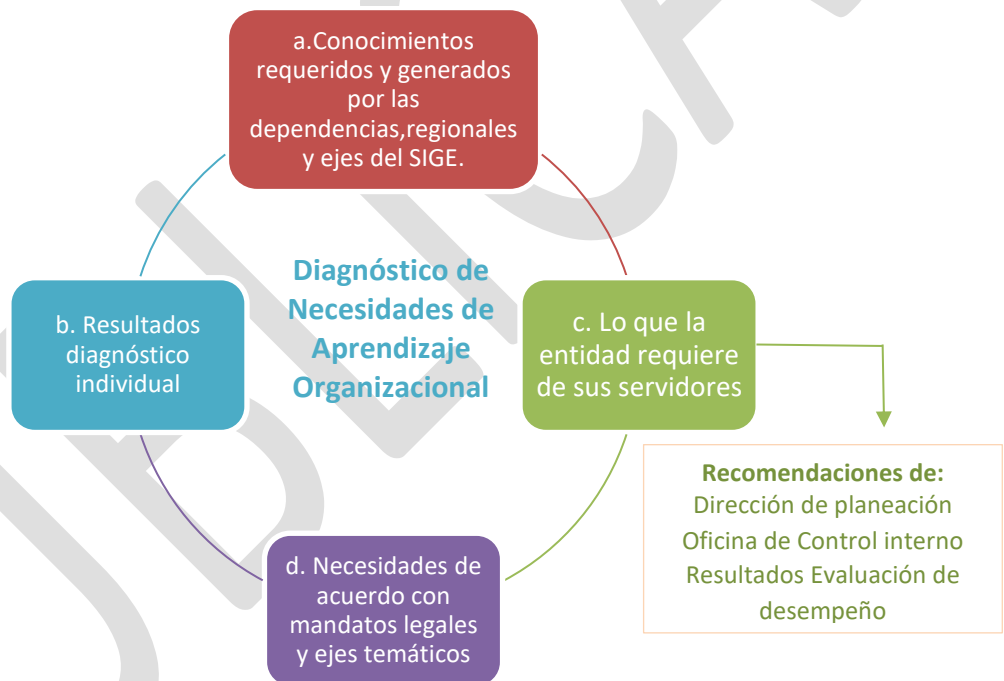 a.Conocimientos
requeridos y generados
por las
dependencias,regionales
y ejes del SIGE.
Diagnóstico de
Necesidades de
Aprendizaje
Organizacional
b. Resultados
diagnóstico
individual
c. Lo que la
entidad requiere
de sus servidores
Recomendaciones de:
Dirección de planeación
Oficina de Control interno
Resultados Evaluación de
desempeño
d. Necesidades de
acuerdo con
mandatos legales
y ejes temáticos